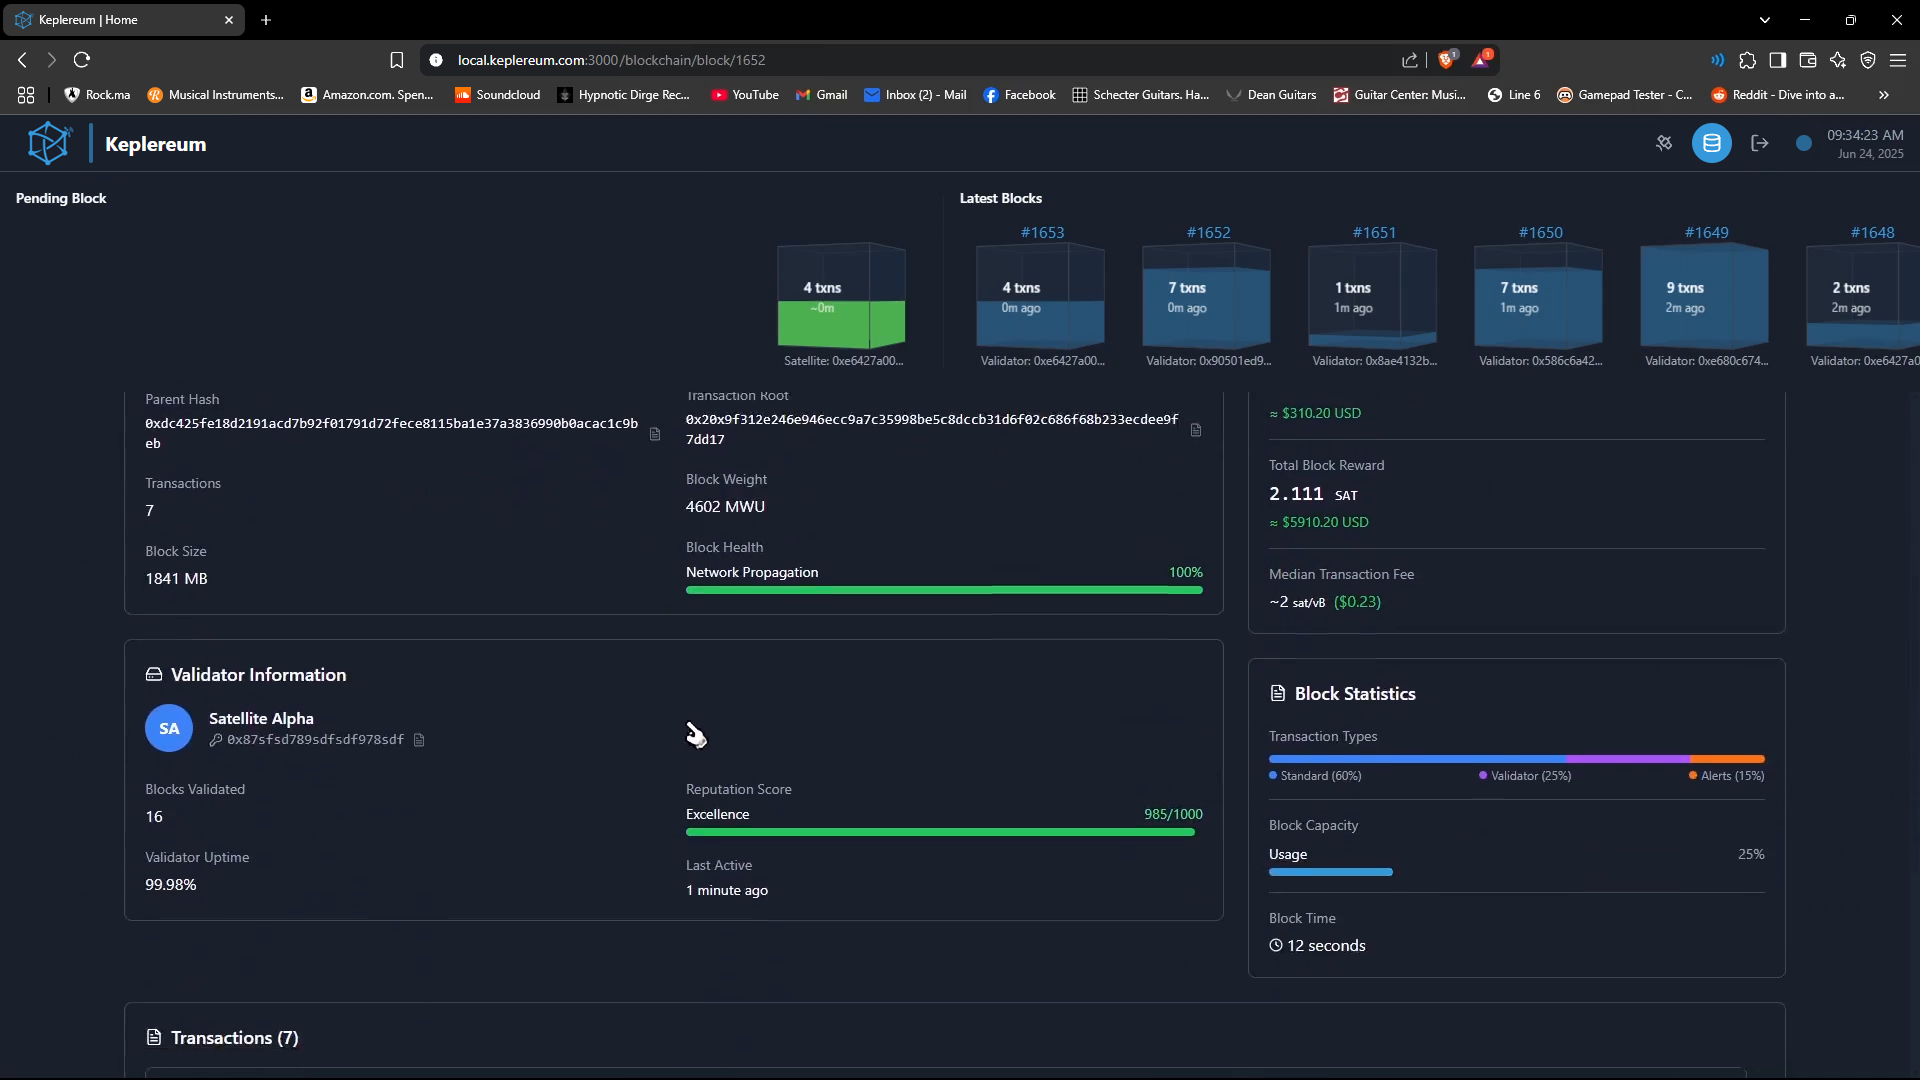 Keplereum | Home
local.keplereum.com:3000/blockchain/block/1652
1
1
Rock.ma
Musical Instruments...
Amazon.com. Spen...
Soundcloud
Hypnotic Dirge Rec...
YouTube
Gmail
Inbox (2) - Mail
Facebook
Schecter Guitars. Ha...
Dean Guitars
Guitar Center: Musi...
Line 6
Gamepad Tester - C...
Reddit - Dive into a...
Keplereum
09:34:23 AM
Jun 24, 2025
Pending Block
4 txns
~0m
Satellite: 0xe6427a00...
Latest Blocks
#1653
4 txns
0m ago
Validator: 0xe6427a00...
#1652
7 txns
0m ago
Validator: 0x90501ed9...
#1651
1 txns
1m ago
Validator: 0x8ae4132b...
#1650
7 txns
1m ago
Validator: 0x586c6a42...
#1649
9 txns
2m ago
Validator: 0xe680c674...
#1648
2 txns
2m ago
Validator: 0xe6427a0
Parent Hash
0xdc425fe18d2191acd7b92f01791d72fece8115ba1e37a3836990b0acac1c9b
eb
Transactions
7
Block Size
1841 MB
Transaction Root
0x20x9f312e246e946ecc9a7c35998be5c8dccb31d6f02c686f68b233ecdee9f
7dd17
Block Weight
4602 MWU
Block Health
Network Propagation 100%
≈ $310.20 USD
Total Block Reward
2.111 SAT
≈ $5910.20 USD
Median Transaction Fee
~2 sat/vB ($0.23)
Validator Information
SA
Satellite Alpha
0x87sfsd789sdfsdf978sdf
Blocks Validated
16
Validator Uptime
99.98%
Reputation Score
Excellence 985/1000
Last Active
1 minute ago
Block Statistics
Transaction Types
Standard (60%) Validator (25%) Alerts (15%)
Block Capacity
Usage 25%
Block Time
12 seconds
Transactions (7)